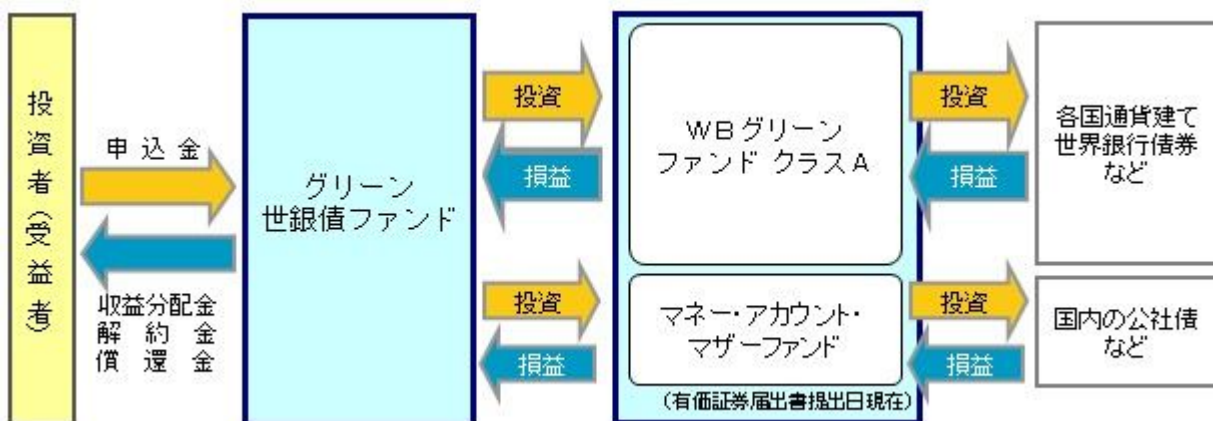 投資者（受益者）
申込金
収益分配金
解約金
償還金
グリーン
世銀債ファンド
投資
損益
投資
損益
ＷＢグリーン
ファンド クラスＡ
マネー・アカウント・
マザーファンド
（有価証券届出書提出日現在）
投資
損益
投資
損益
各国通貨建て
世界銀行債券
など
国内の公社債
など